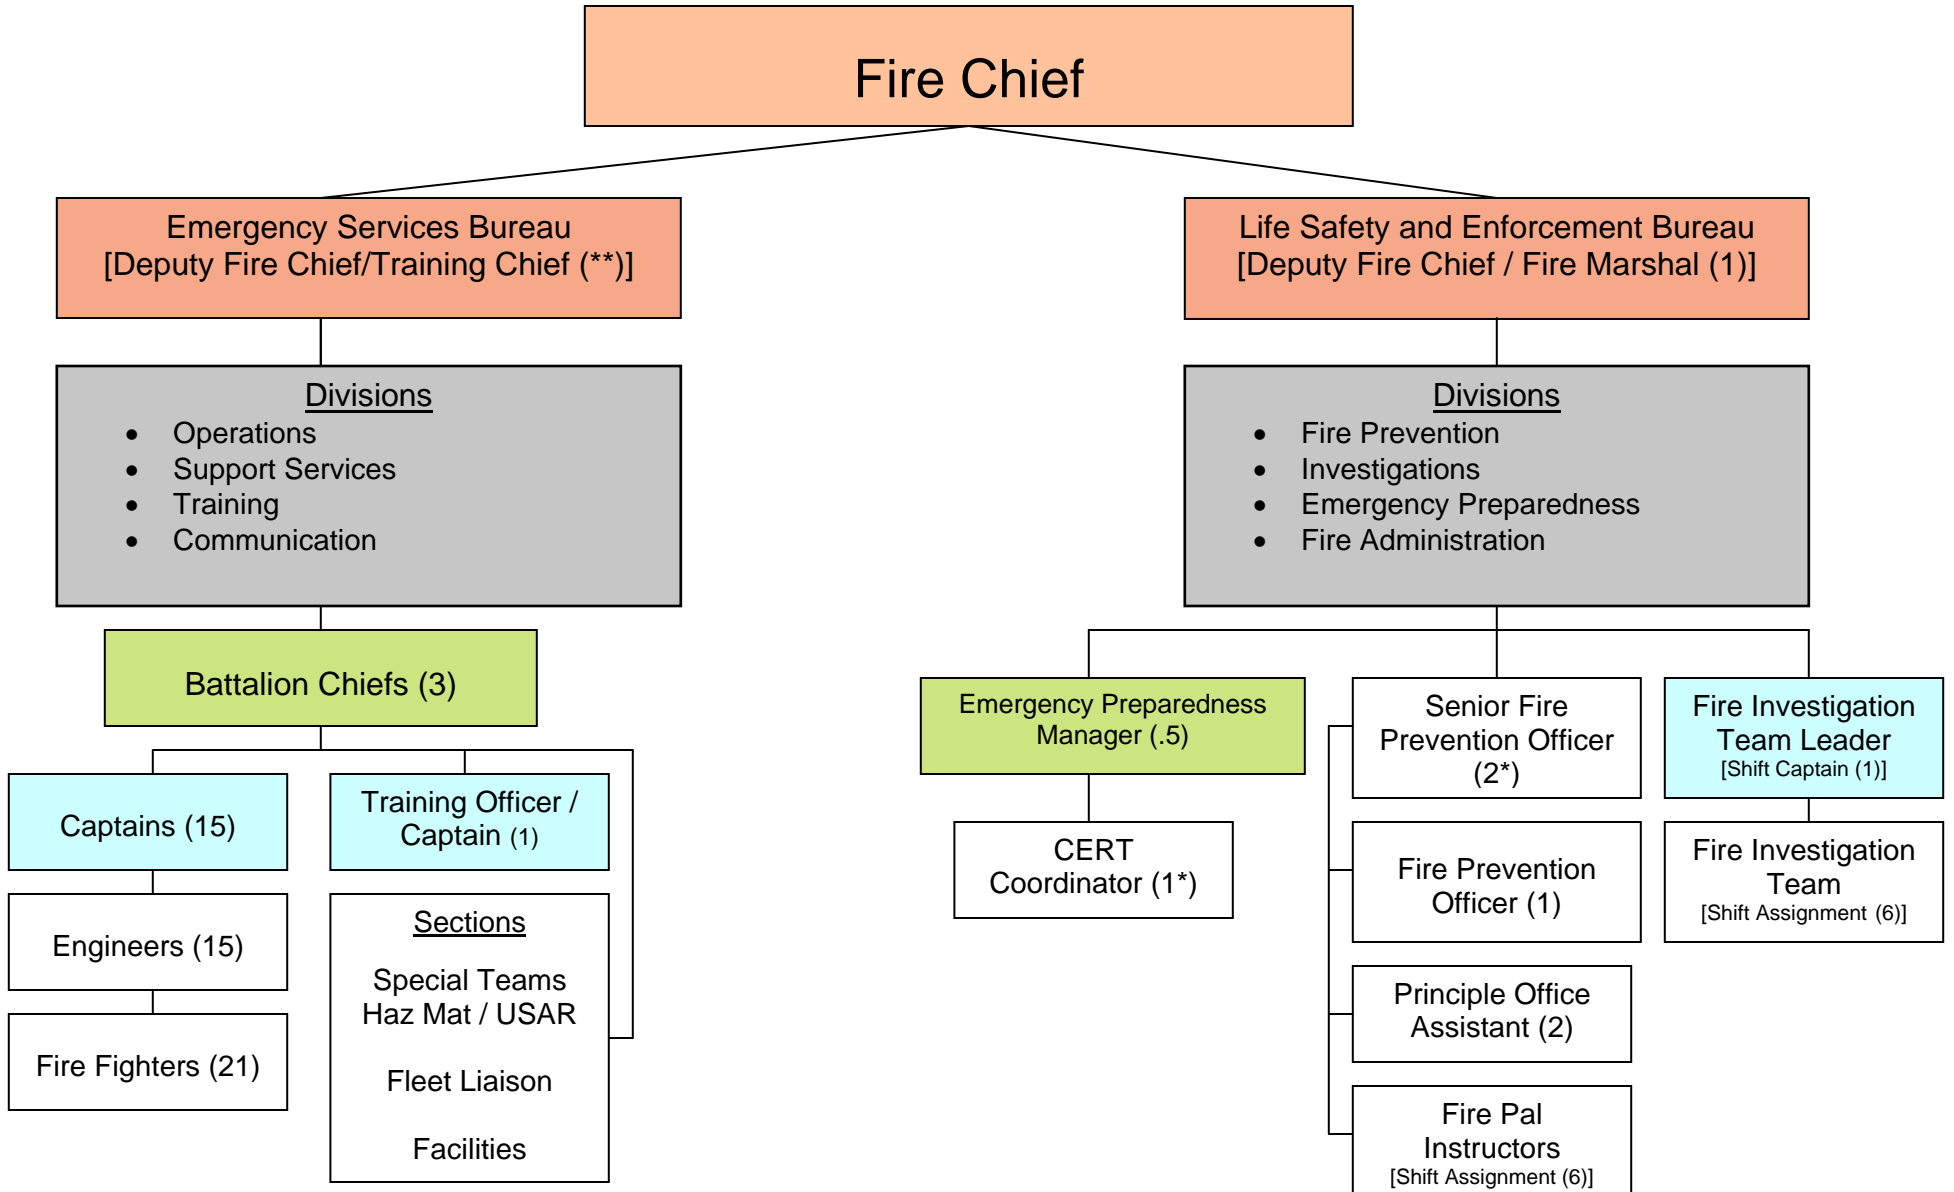 Fire Chief
Emergency Services Bureau
[Deputy Fire Chief/Training Chief (**)]
Life Safety and Enforcement Bureau
[Deputy Fire Chief / Fire Marshal (1)]
Divisions
• Operations
• Support Services
• Training
• Communication
Divisions
• Fire Prevention
• Investigations
• Emergency Preparedness
• Fire Administration
Battalion Chiefs (3)
Captains (15)
Engineers (15)
Fire Fighters (21)
Training Officer /
Captain (1)
Sections
Special Teams
Haz Mat / USAR
Fleet Liaison
Facilities
Emergency Preparedness
Manager (.5)
CERT
Coordinator (1*)
Senior Fire
Prevention Officer
(2*)
Fire Prevention
Officer (1)
Principle Office
Assistant (2)
Fire Pal
Instructors
[Shift Assignment (6)]
Fire Investigation
Team Leader
[Shift Captain (1)]
Fire Investigation
Team
[Shift Assignment (6)]